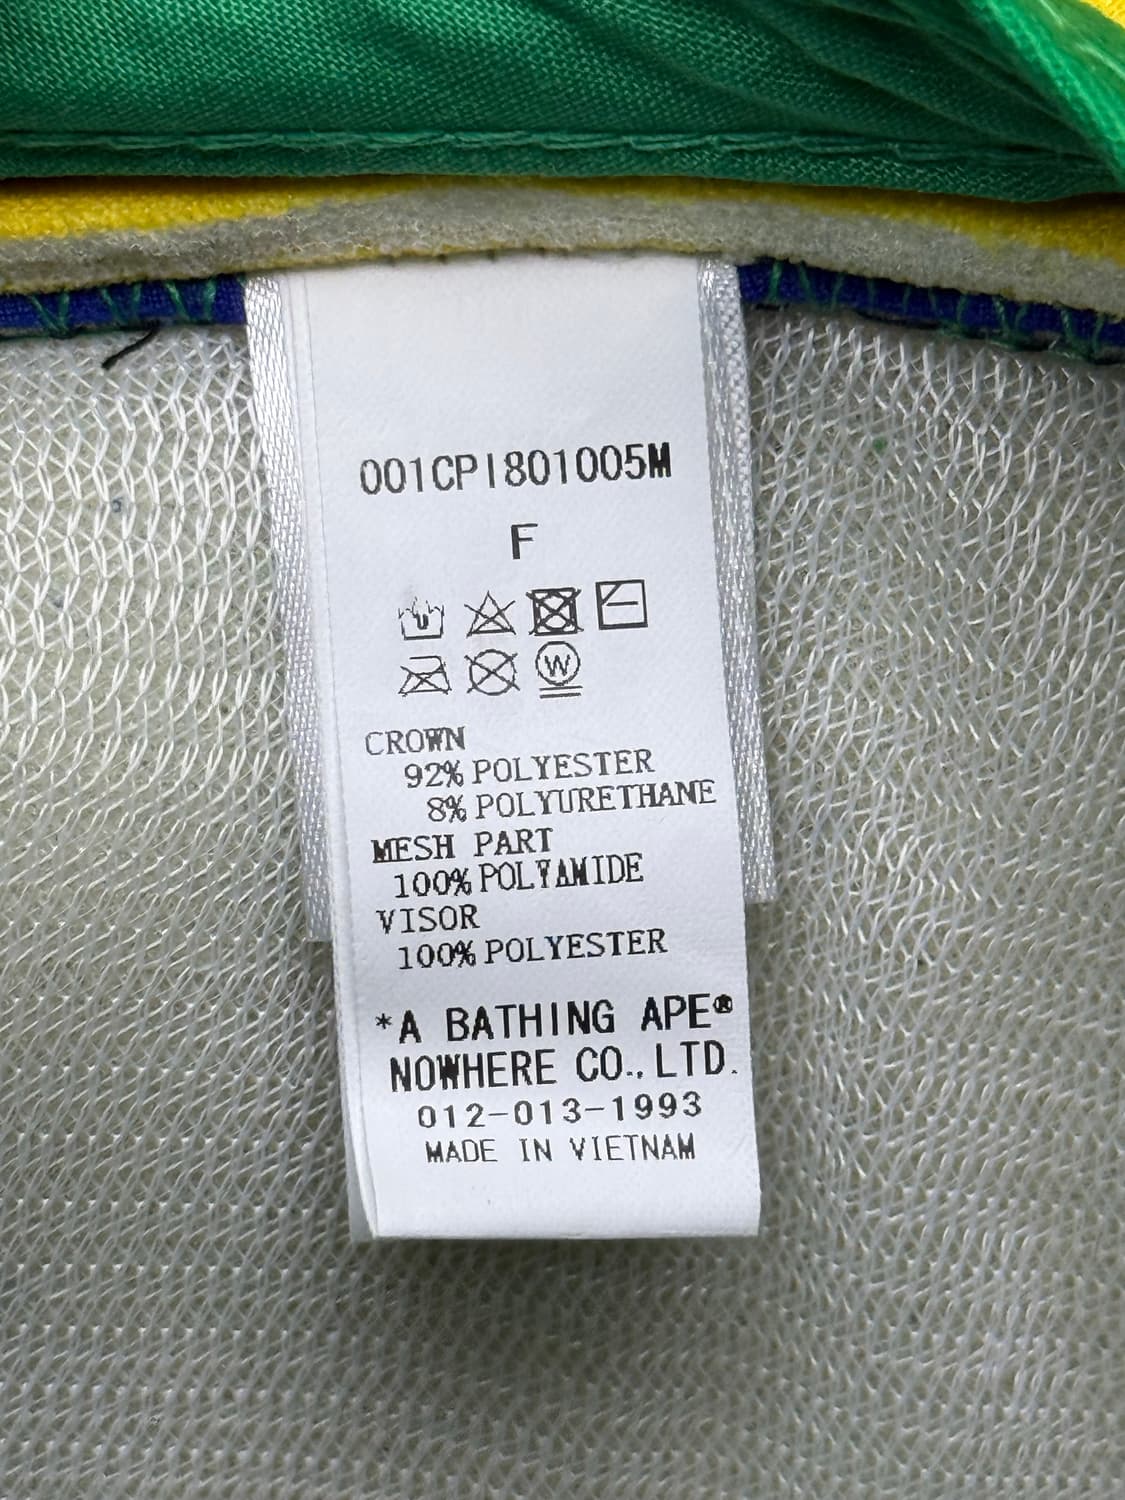 001CPI801005M
F
W
CROWN
92% POLYESTER
8% POLYURETHANE
MESH PART
100% POLYAMIDE
VISOR
100% POLYESTER
*A BATHING APE®
NOWHERE CO., LTD.
012-013-1993
MADE IN VIETNAM